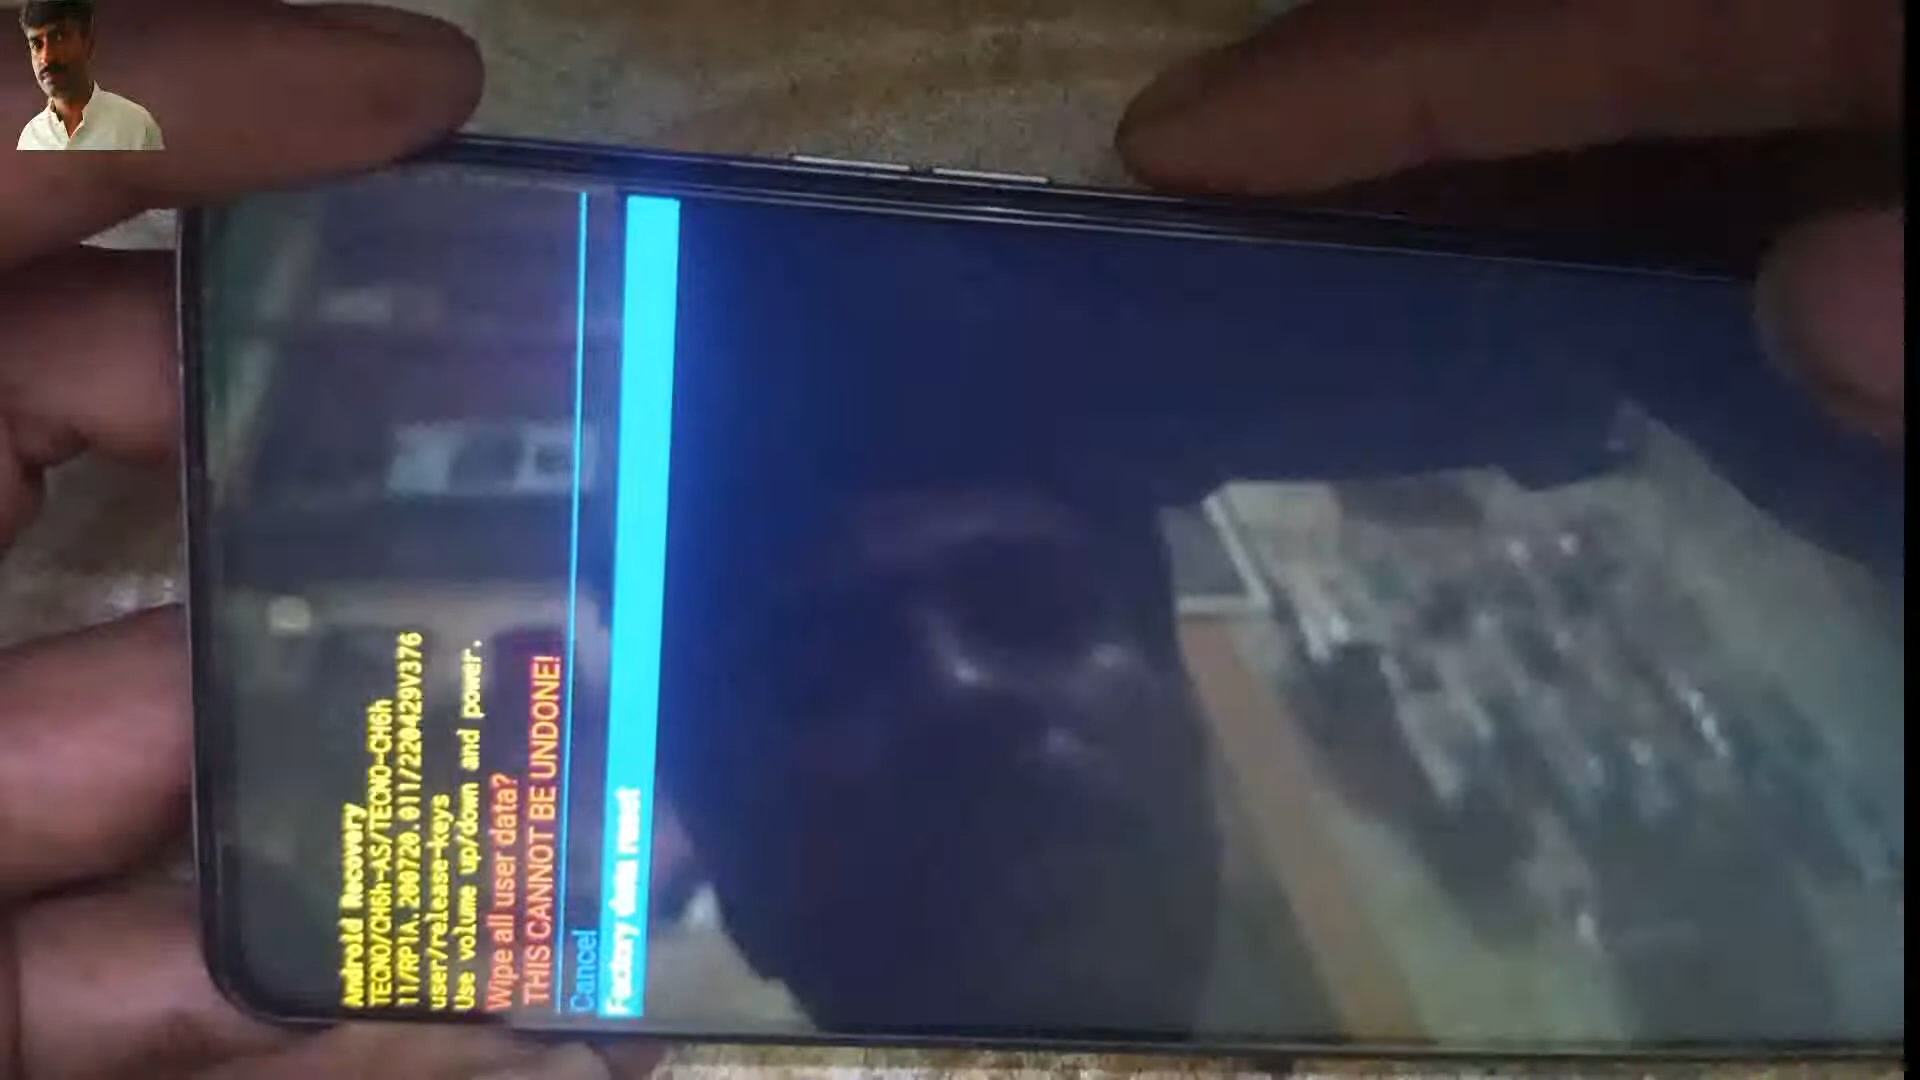 Android Recovery
TECNO/CH6h-AS/TECNO-CH6h
11/RP1A.200720.011/220429V376
user/release-keys
Use volume up/down and power.
Wipe all user data?
THIS CANNOT BE UNDONE!
Cancel
Factory data reset